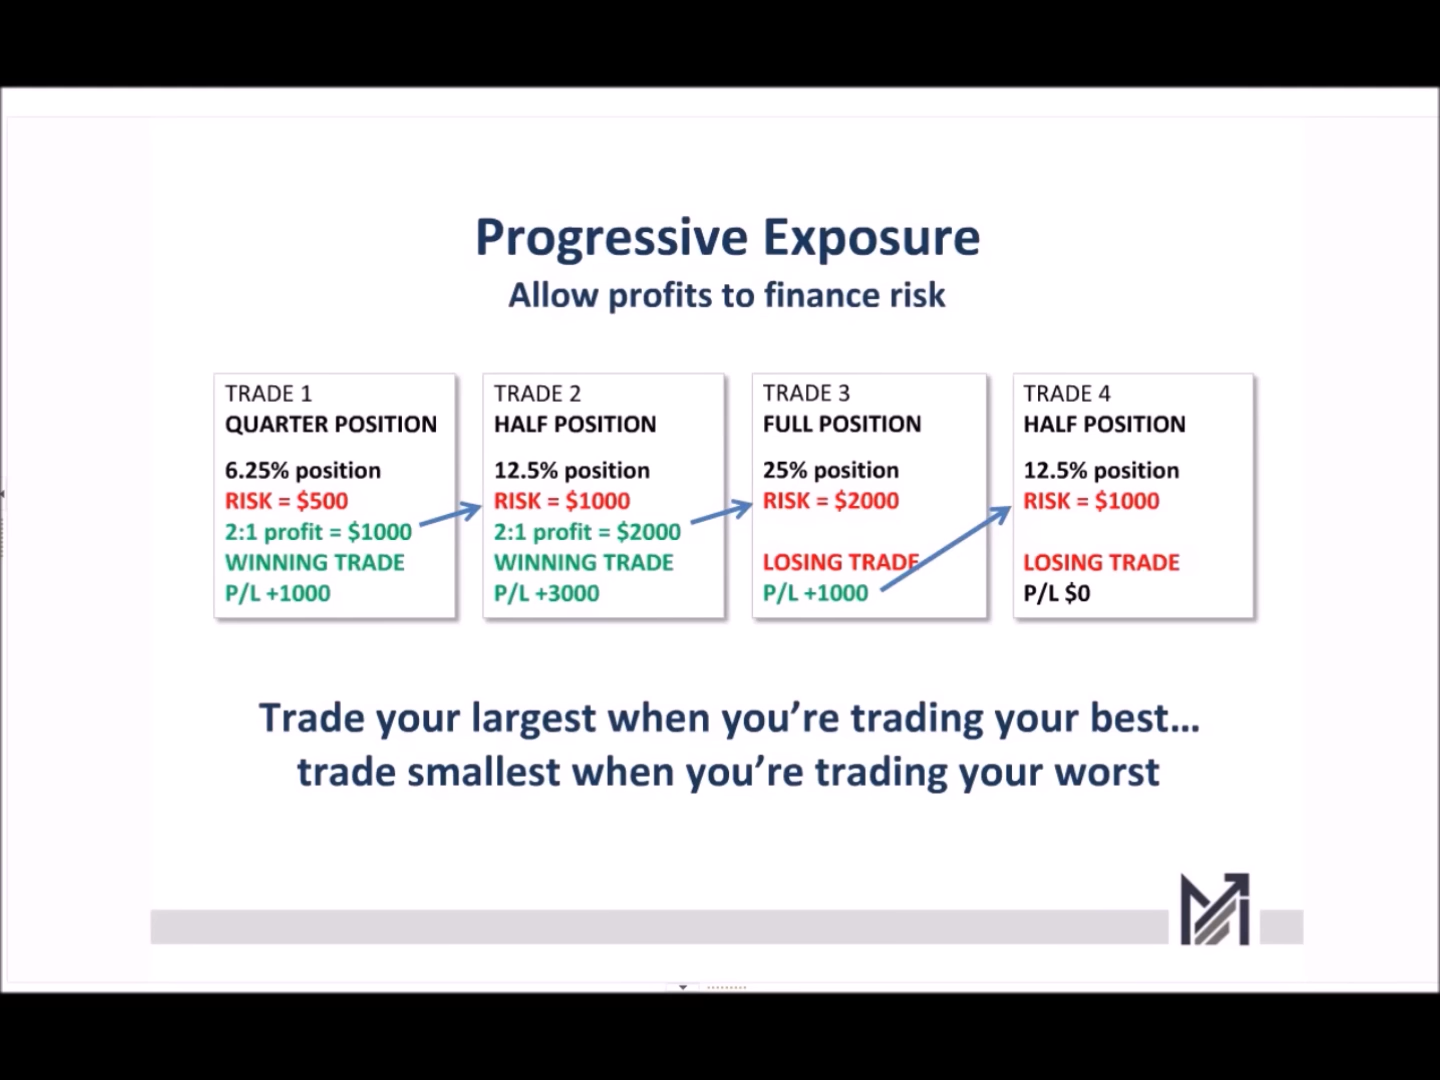 Progressive Exposure
Allow profits to finance risk
TRADE 1
QUARTER POSITION
6.25% position
RISK = $500
2:1 profit = $1000
WINNING TRADE
P/L +1000
TRADE 2
HALF POSITION
12.5% position
RISK = $1000
2:1 profit = $2000
WINNING TRADE
P/L +3000
TRADE 3
FULL POSITION
25% position
RISK = $2000
LOSING TRADE
P/L +1000
TRADE 4
HALF POSITION
12.5% position
RISK = $1000
LOSING TRADE
P/L $0
Trade your largest when you’re trading your best...
trade smallest when you’re trading your worst